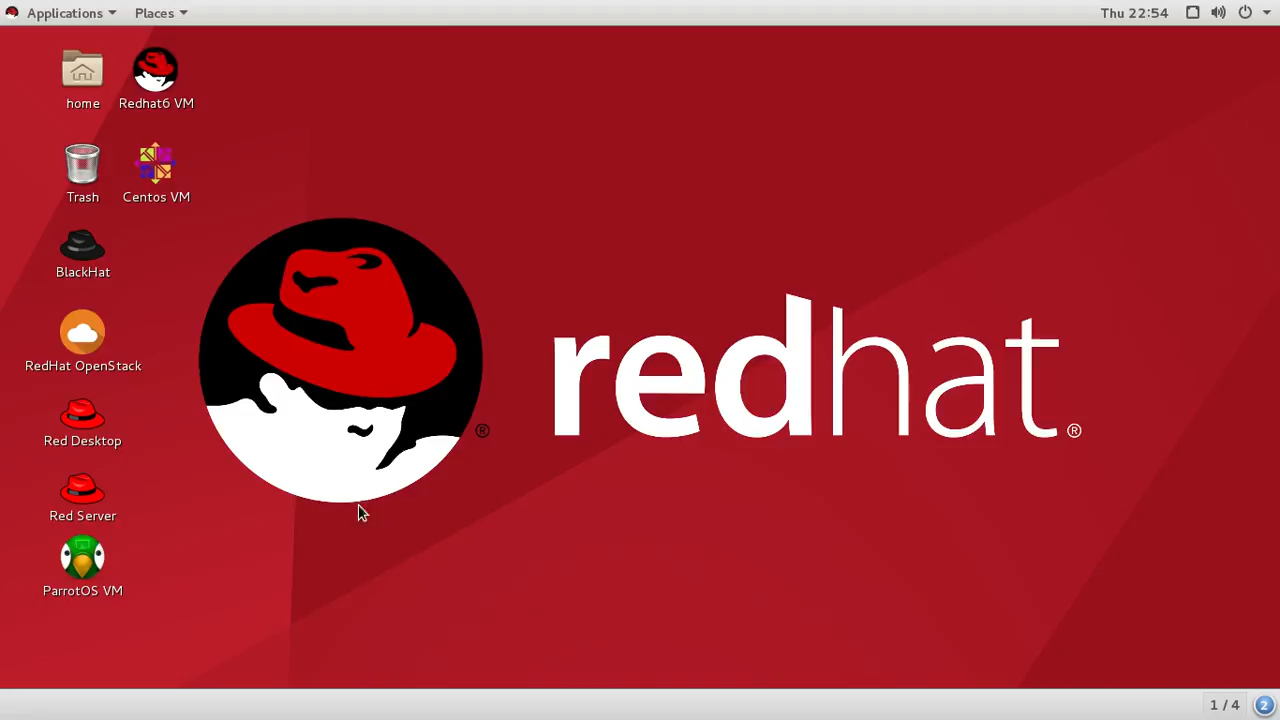 Applications Places Thu 22:54
home Redhat6 VM
Trash Centos VM
BlackHat
RedHat OpenStack
Red Desktop
Red Server
ParrotOS VM
®
redhat®
1 / 4 2